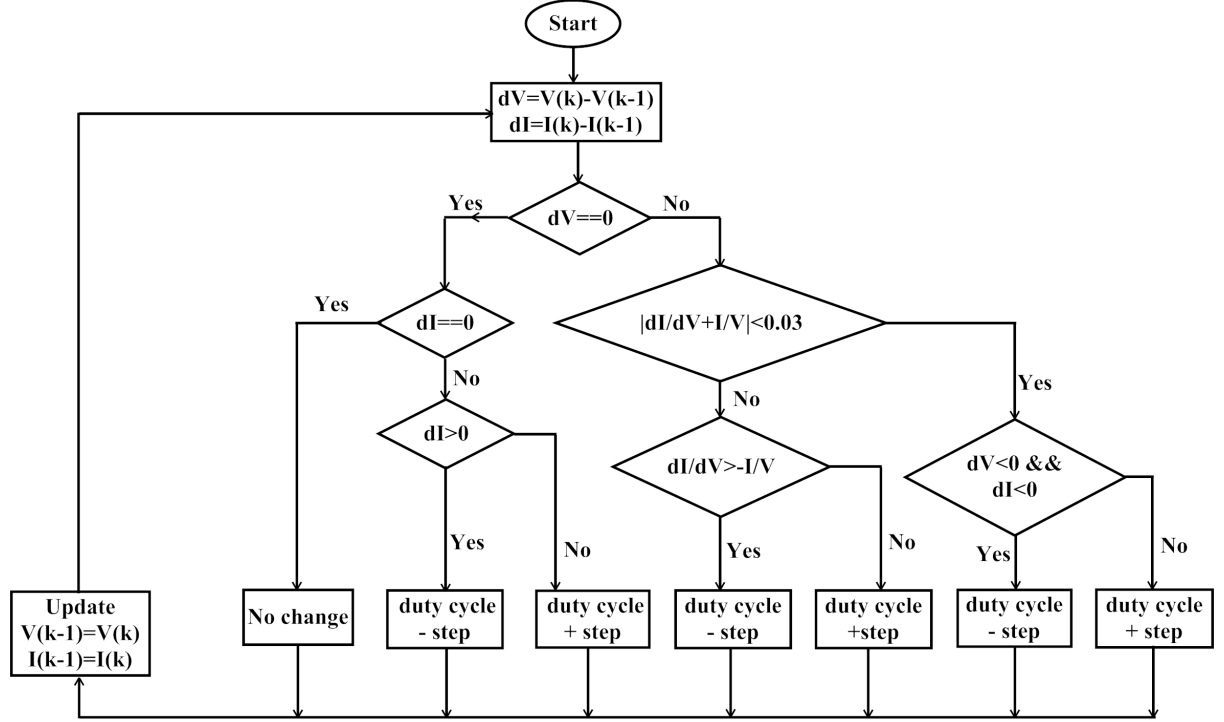 Start
dV=V(k)-V(k-1)
dI=I(k)-I(k-1)
Yes
dV==0
No
Yes
dI==0
|dI/dV+I/V|<0.03
No
No
Yes
dI>0
dI/dV>-I/V
dV<0 &&
dI<0
Yes
No
Yes
No
Yes
No
Update
V(k-1)=V(k)
I(k-1)=I(k)
No change
duty cycle
- step
duty cycle
+ step
duty cycle
- step
duty cycle
+step
duty cycle
- step
duty cycle
+ step